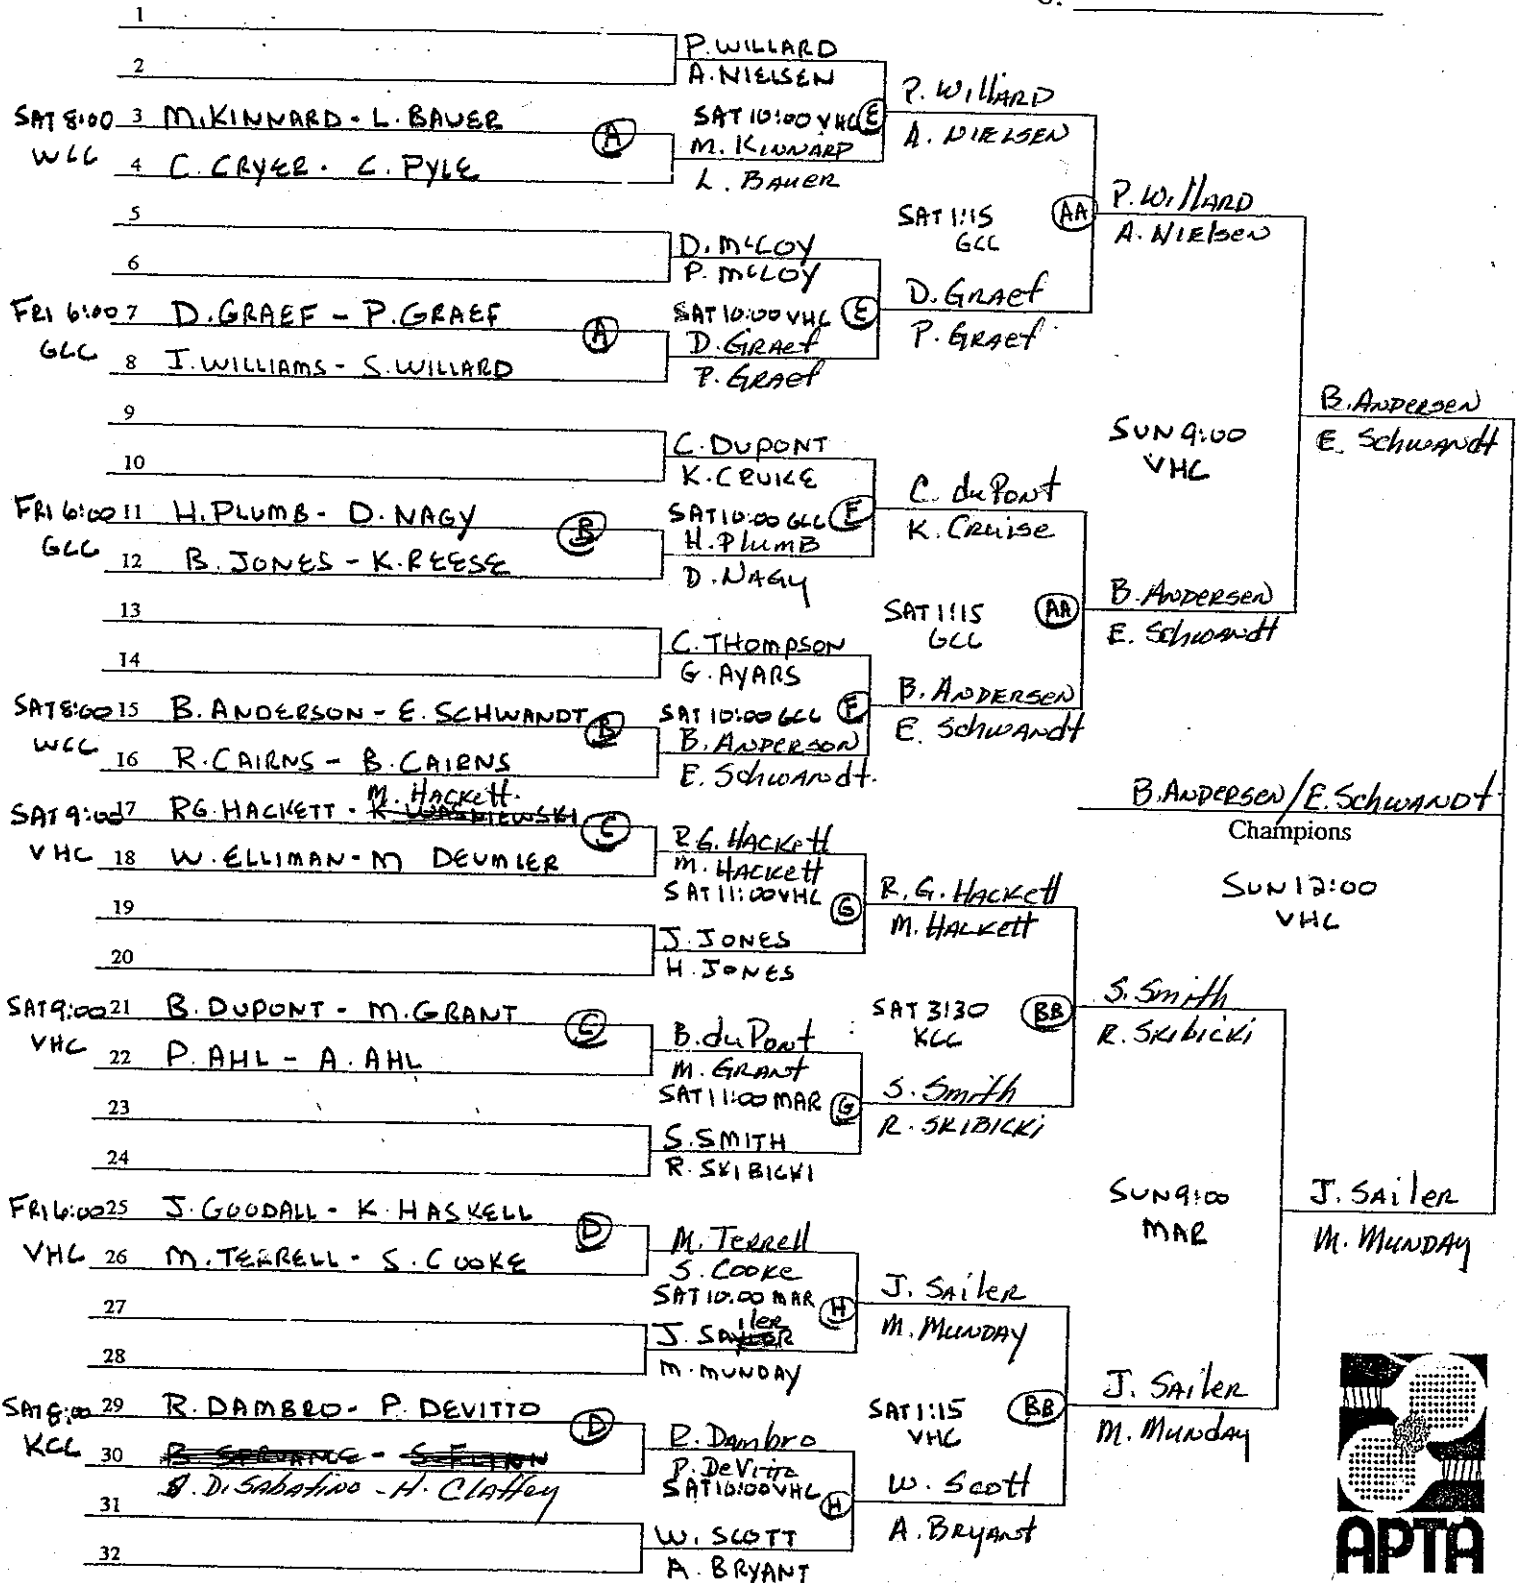 1
P. WILLARD
2
A. NIELSEN
P. WillARD
SAT 8:00 3 M. KINNARD - L. BAUER (A)
SAT 10:00 VHC (E)
A. NIELSEN
WCC 4 C. CRYER - C. PYLE
M. KINNARD
L. BAUER
5
SAT 1:15 GCC (AA)
P. WillARD
A. NIElsen
D. McCOY
6
P. McCOY
D. GRAEf
FRI 6:00 7 D. GRAEF - P. GRAEF (A)
SAT 10:00 VHC (E)
P. GRAEf
GCC 8 J. WILLIAMS - S. WILLARD
D. GRAEf
P. GRAEf
9
B. ANDERSEN
E. SchwANdt
C. DUPONT
SUN 9:00
VHC
10
K. CRUICE
C. duPont
FRI 6:00 11 H. PLUMB - D. NAGY (B)
SAT 10:00 GCC (F)
K. Cruise
GCC 12 B. JONES - K. REESE
H. PlumB
D. NAGY
13
SAT 1:15 GCC (AA)
B. ANDERSEN
E. SchwANdt
C. THOMPSON
14
G. AYARS
B. ANDERSEN
SAT 8:00 15 B. ANDERSON - E. SCHWANDT (B)
SAT 10:00 GCC (F)
E. SchwANdt
WCC 16 R. CAIRNS - B. CAIRNS
B. ANDERSON
E. SchwANdt.
M. HACKett.
B. ANDERSEN/E. SCHWANDt
Champions
SAT 9:00 17 RG. HACKETT - (C)
VHC 18 W. ELLIMAN - M DEUMLER
R G. HACKEtt
M. HACKett
SAT 11:00 VHC (G)
R. G. HACKEtt
M. HACKEtt
SUN 12:00
VHC
19
J. JONES
20
H. JONES
SAT 9:00 21 B. DUPONT - M. GRANT (C)
SAT 3:30 KCC (BB)
S. Smith
R. SKIBICKI
VHC 22 P. AHL - A. AHL
B. duPont
M. GRANT
SAT 11:00 MAR (G)
S. Smith
R. SKIBICKI
23
S. SMITH
24
R. SKIBICKI
FRI 6:00 25 J. GOODALL - K. HASKELL (D)
SUN 9:00
MAR
J. SAiler
M. MUNDAY
VHC 26 M. TERRELL - S. COOKE
M. TERRELL
S. COOKE
SAT 10:00 MAR (H)
J. SAiler
M. MUNDAY
27
J. SAiler
28
M. MUNDAY
SAT 8:00 29 R. DAMBRO - P. DEVITTO (D)
SAT 1:15 VHC (BB)
J. SAiler
M. MUNDAY
KCC 30
S. DiSabatino - H. Claffey
R. Dambro
P. DeVitto
SAT 10:00 VHC (H)
W. Scott
A. BRYANT
31
W. SCOTT
32
A. BRYANT
APTA